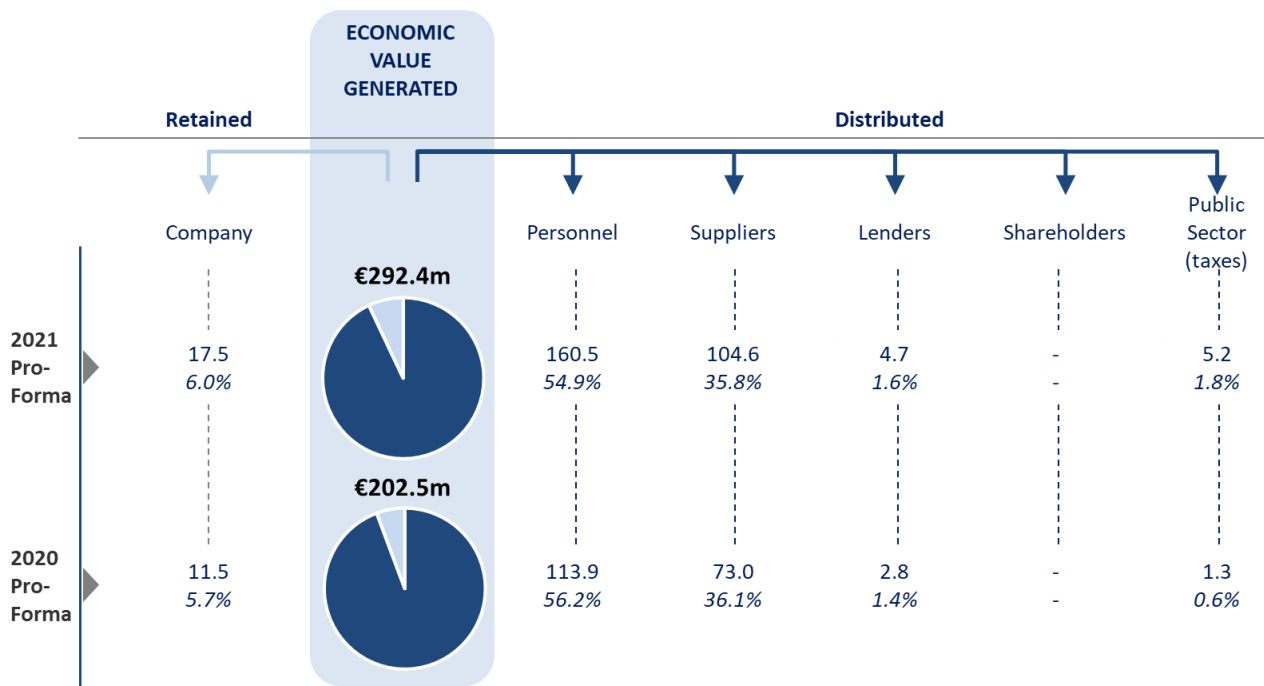 ECONOMIC
VALUE
GENERATED
Retained
Distributed
Company
Personnel
Suppliers
Lenders
Shareholders
Public
Sector
(taxes)
€292.4m
2021
Pro-
Forma
17.5
6.0%
160.5
54.9%
104.6
35.8%
4.7
1.6%
-
-
5.2
1.8%
€202.5m
2020
Pro-
Forma
11.5
5.7%
113.9
56.2%
73.0
36.1%
2.8
1.4%
-
-
1.3
0.6%